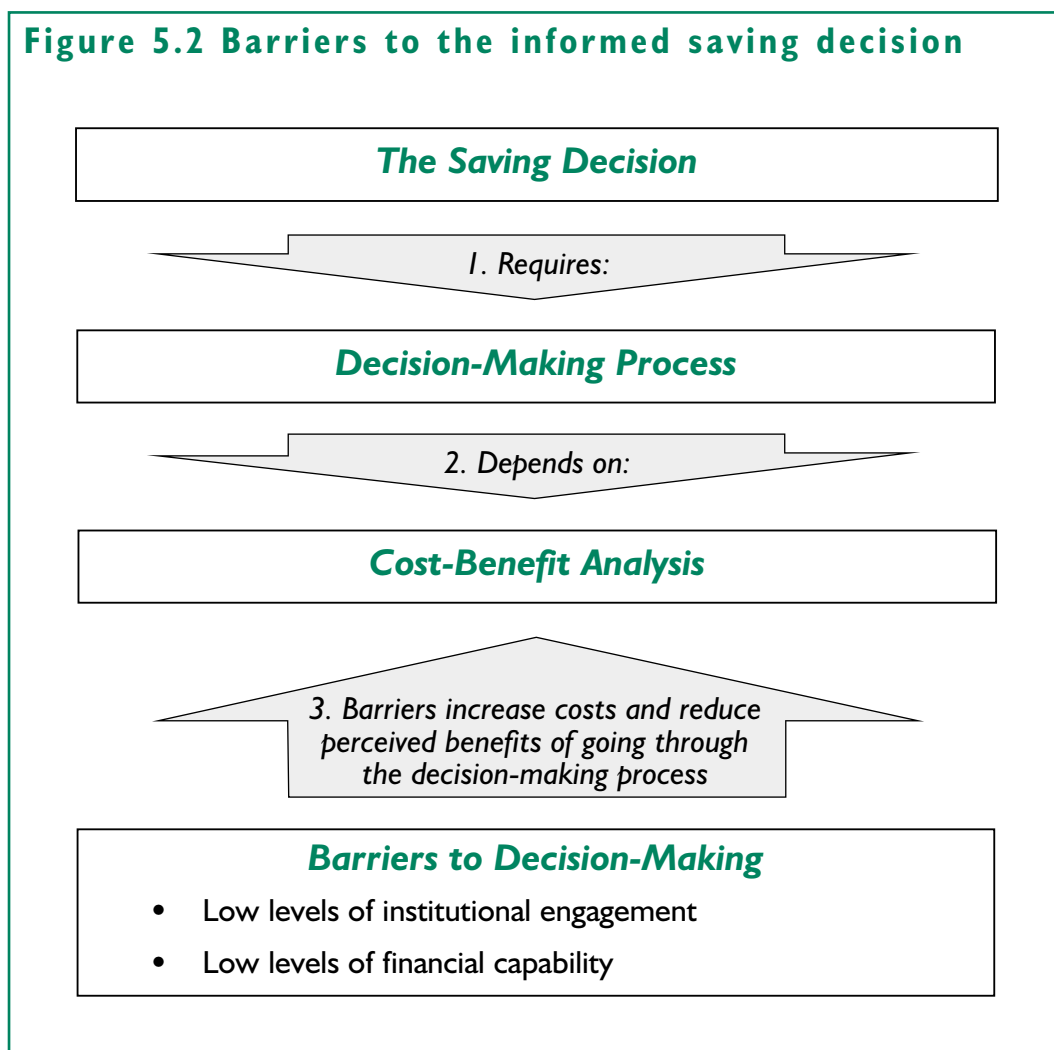 Figure 5.2 Barriers to the informed saving decision
The Saving Decision
1. Requires:
Decision-Making Process
2. Depends on:
Cost-Benefit Analysis
3. Barriers increase costs and reduce
perceived benefits of going through
the decision-making process
Barriers to Decision-Making
• Low levels of institutional engagement
• Low levels of financial capability